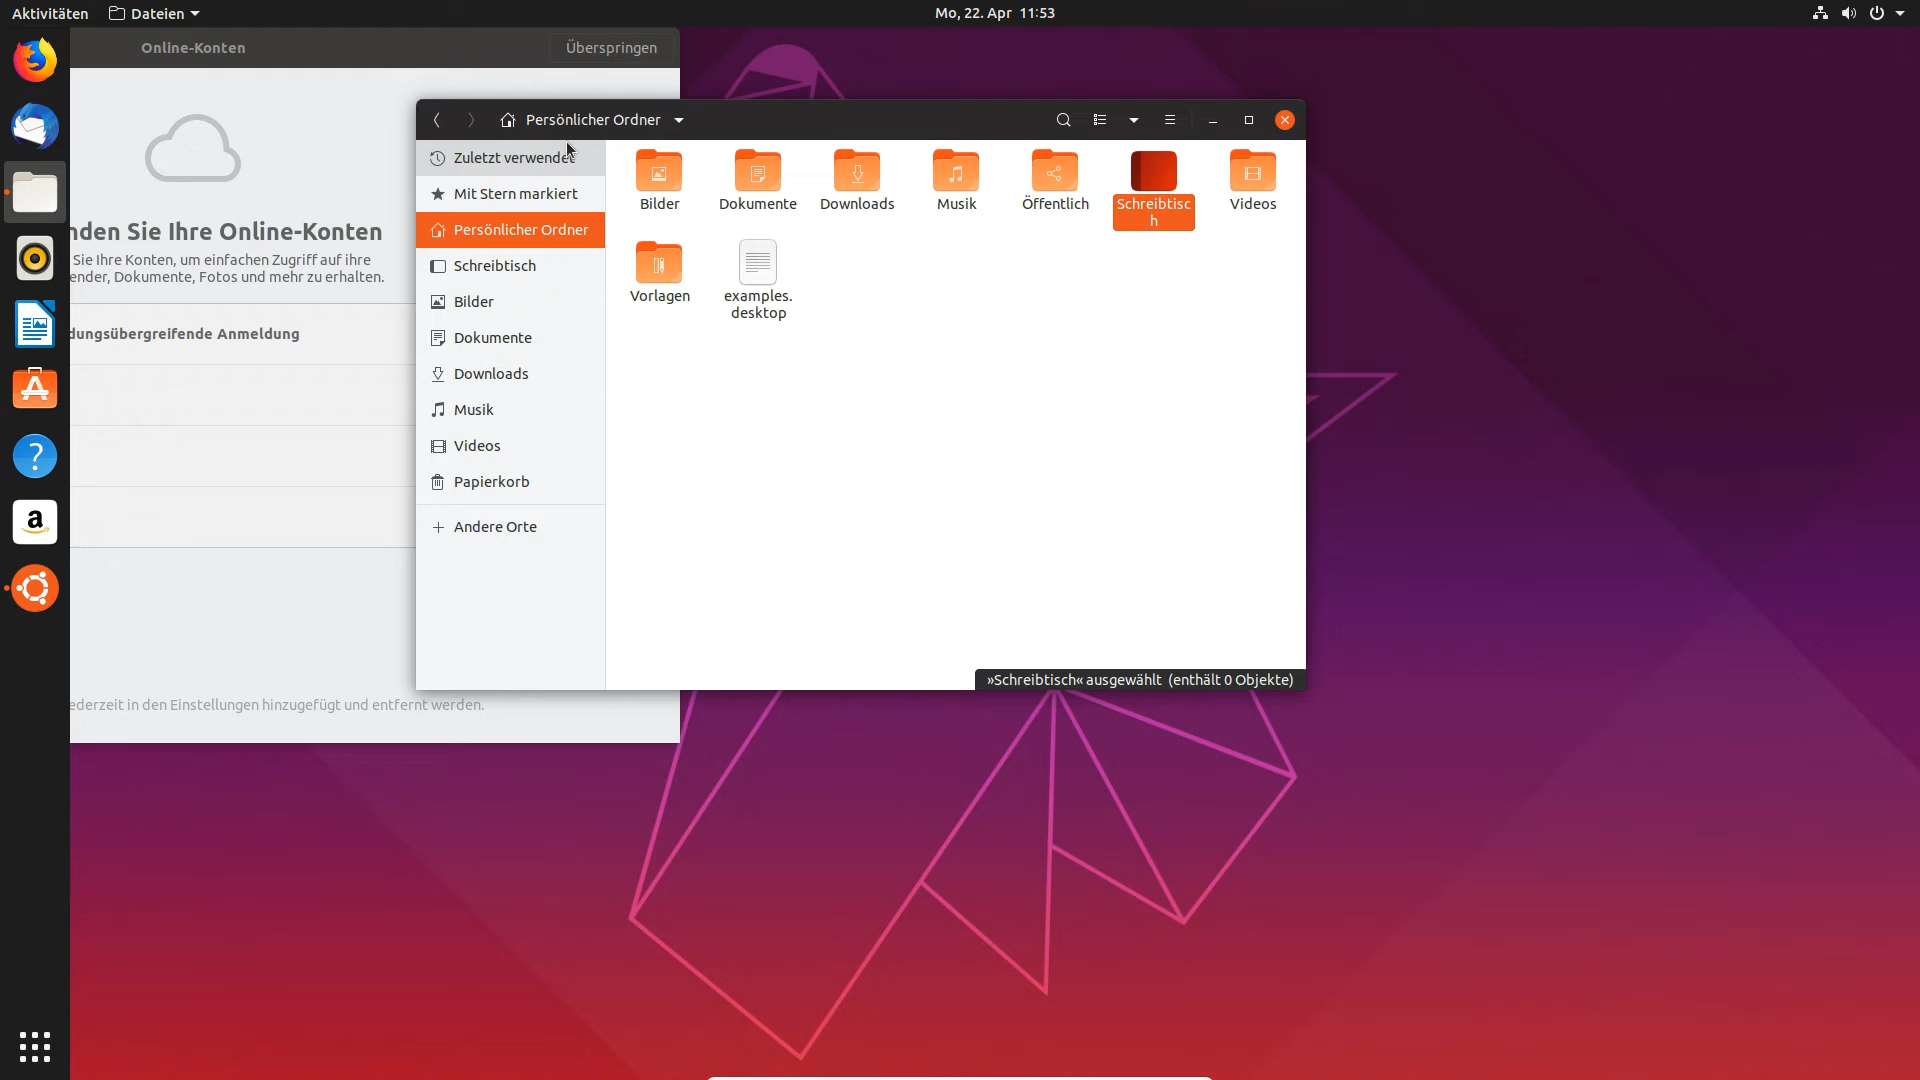 Aktivitäten
Dateien
Mo, 22. Apr 11:53
Online-Konten
Überspringen
nden Sie Ihre Online-Konten
Sie Ihre Konten, um einfachen Zugriff auf ihre
ender, Dokumente, Fotos und mehr zu erhalten.
dungsübergreifende Anmeldung
ederzeit in den Einstellungen hinzugefügt und entfernt werden.
Persönlicher Ordner
Zuletzt verwendet
Mit Stern markiert
Persönlicher Ordner
Schreibtisch
Bilder
Dokumente
Downloads
Musik
Videos
Papierkorb
Andere Orte
Bilder
Dokumente
Downloads
Musik
Öffentlich
Schreibtisc
h
Videos
Vorlagen
examples.
desktop
»Schreibtisch« ausgewählt (enthält 0 Objekte)